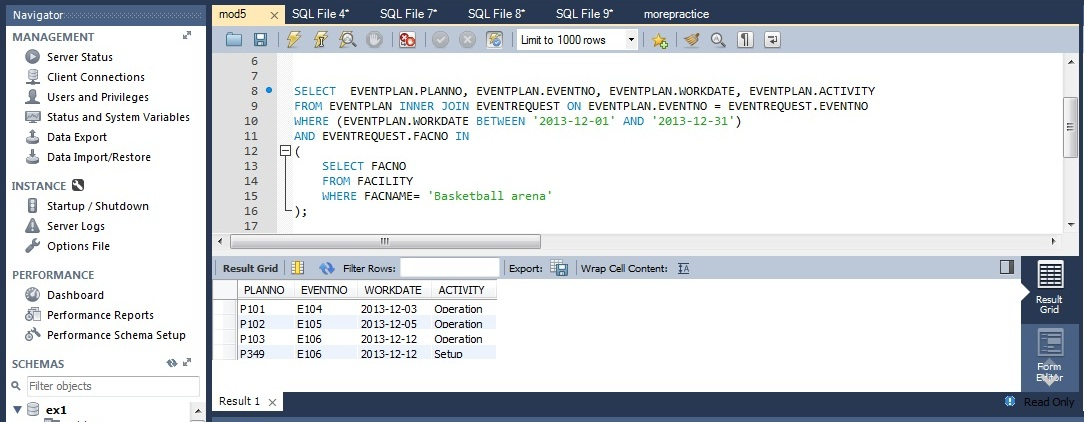 Navigator
MANAGEMENT
Server Status
Client Connections
Users and Privileges
Status and System Variables
Data Export
Data Import/Restore
INSTANCE
Startup / Shutdown
Server Logs
Options File
PERFORMANCE
Dashboard
Performance Reports
Performance Schema Setup
SCHEMAS
Filter objects
ex1
mod5 SQL File 4* SQL File 7* SQL File 8* SQL File 9* morepractice
Limit to 1000 rows
6
7
8 SELECT EVENTPLAN.PLANNO, EVENTPLAN.EVENTNO, EVENTPLAN.WORKDATE, EVENTPLAN.ACTIVITY
9 FROM EVENTPLAN INNER JOIN EVENTREQUEST ON EVENTPLAN.EVENTNO = EVENTREQUEST.EVENTNO
10 WHERE (EVENTPLAN.WORKDATE BETWEEN '2013-12-01' AND '2013-12-31')
11 AND EVENTREQUEST.FACNO IN
12 (
13 SELECT FACNO
14 FROM FACILITY
15 WHERE FACNAME= 'Basketball arena'
16 );
17
Result Grid Filter Rows: Export: Wrap Cell Content:
PLANNO EVENTNO WORKDATE ACTIVITY
P101 E104 2013-12-03 Operation
P102 E105 2013-12-05 Operation
P103 E106 2013-12-12 Operation
P349 E106 2013-12-12 Setup
Result
Grid
Form
Editor
Result 1
Read Only